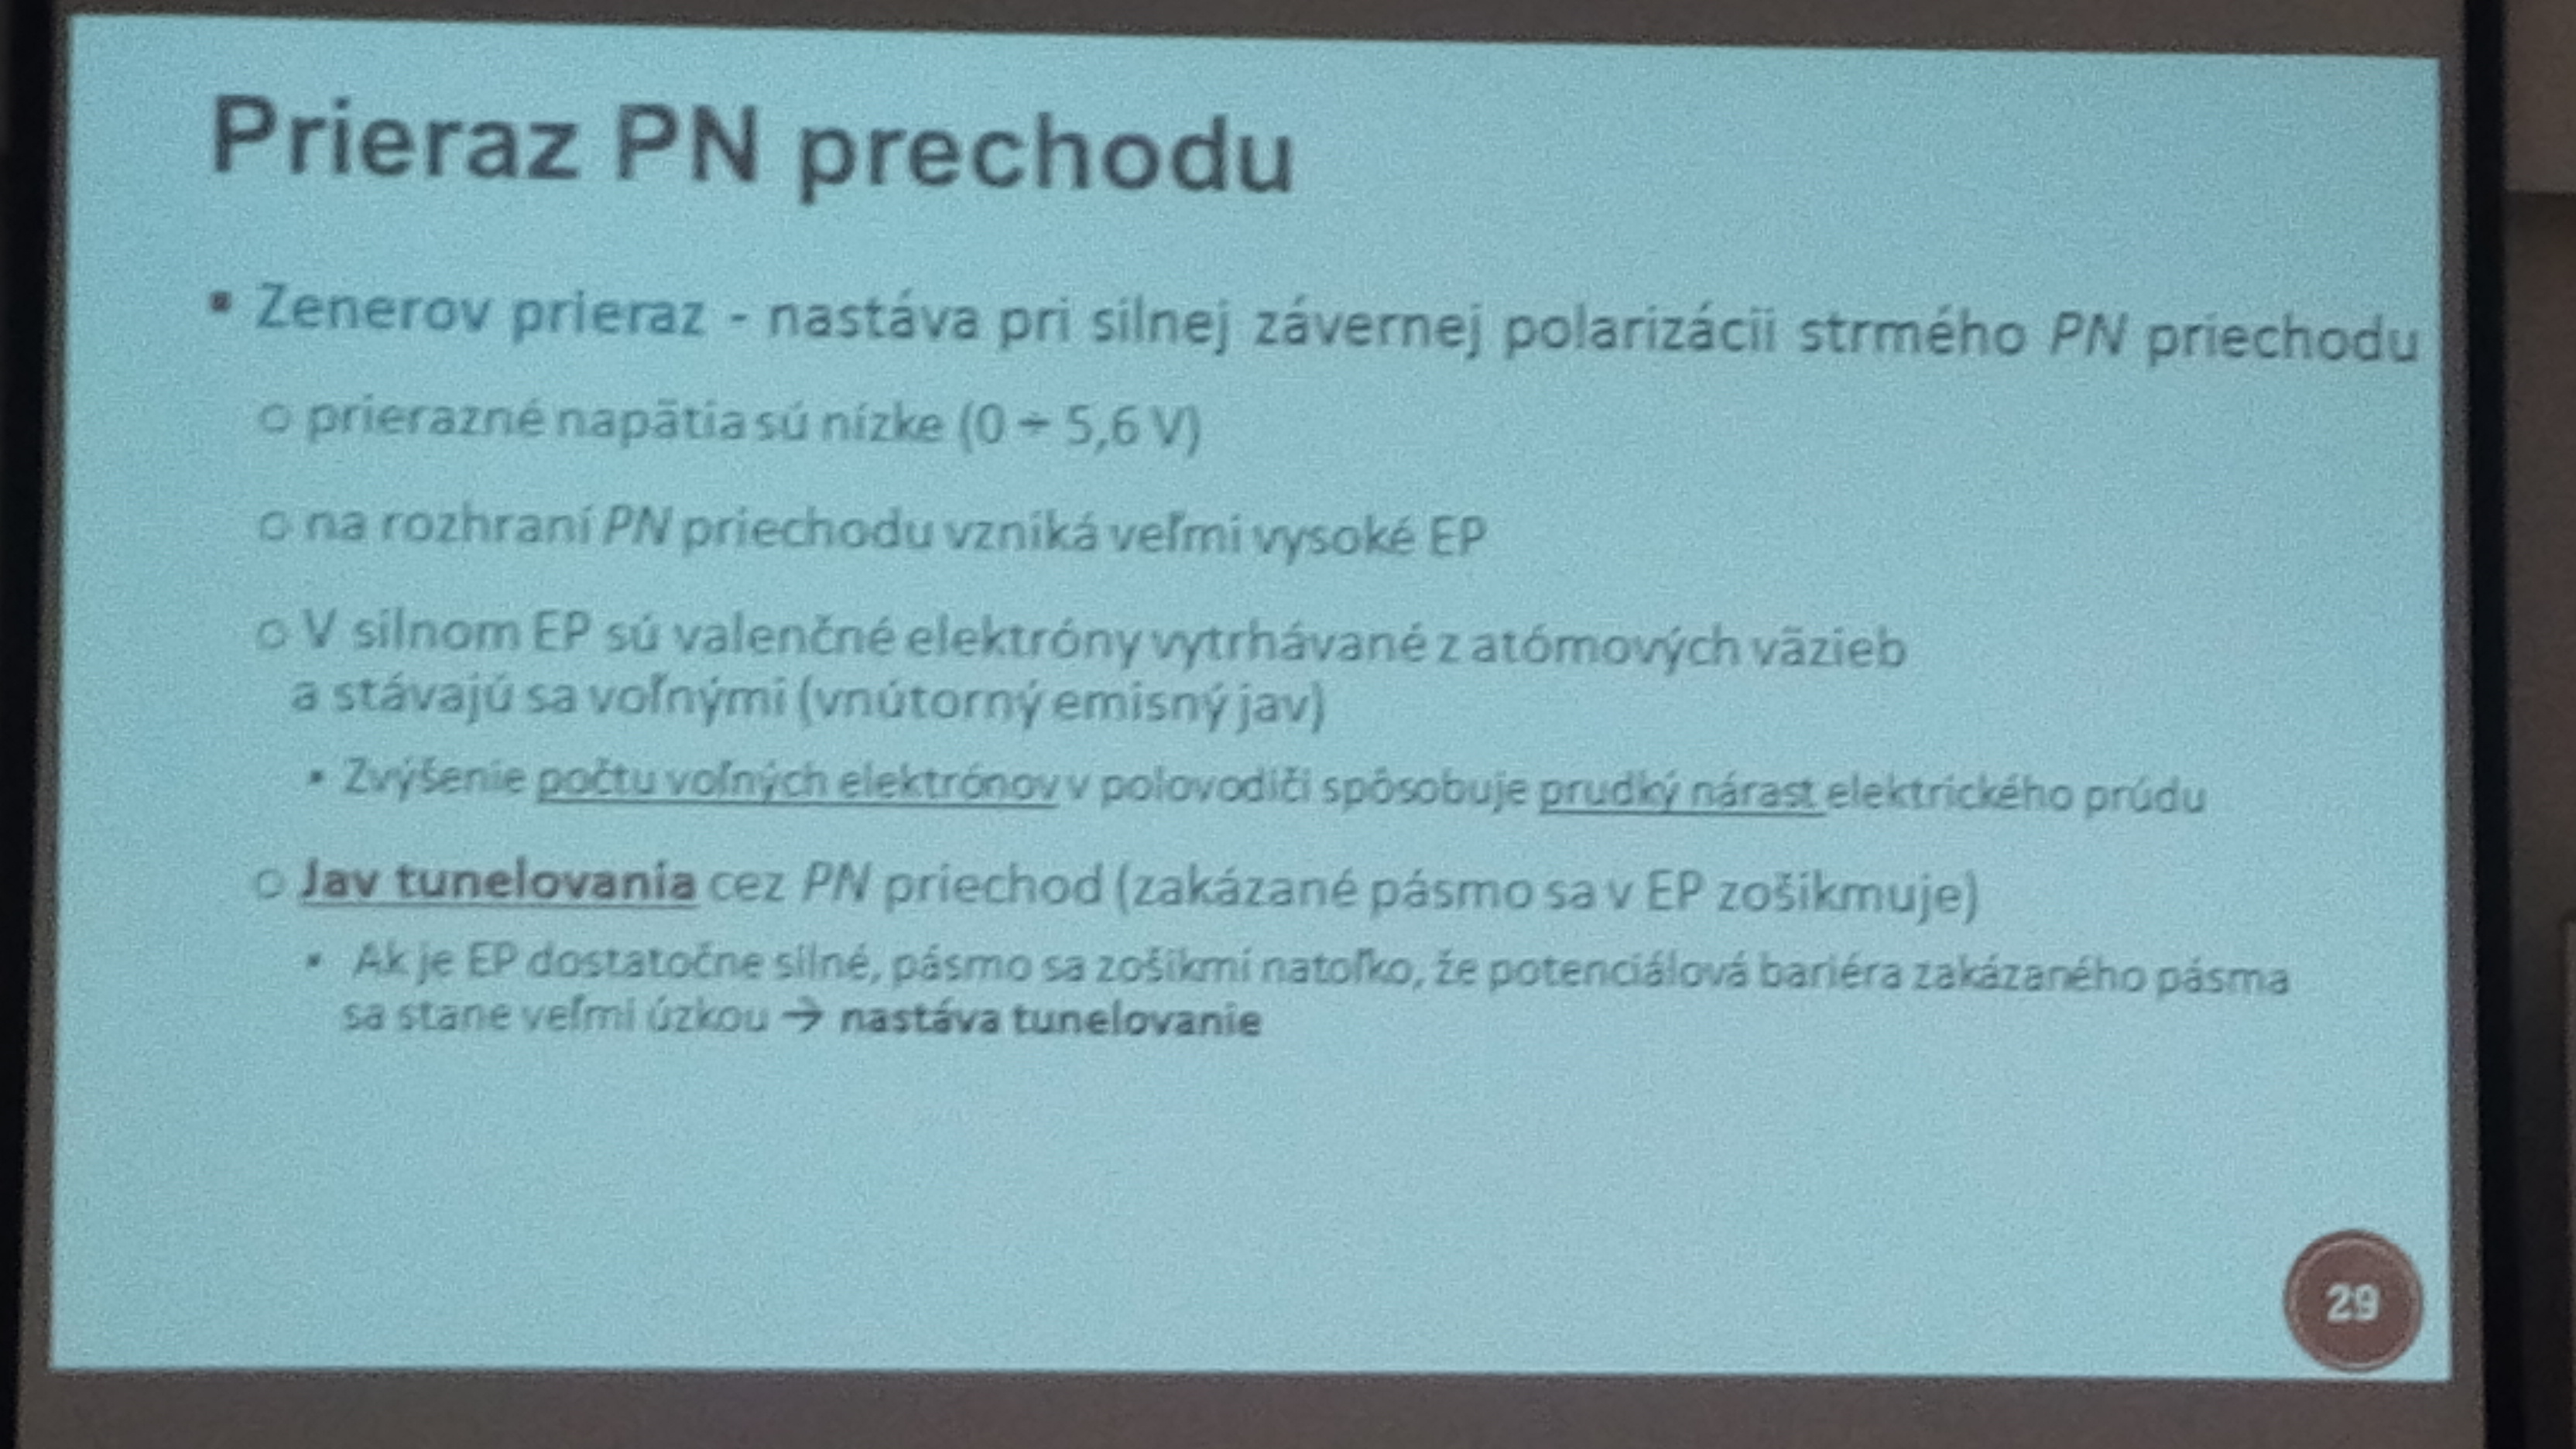 Prieraz PN prechodu
▪ Zenerov prieraz - nastáva pri silnej závernej polarizácii strmého PN priechodu
o prierazné napätia sú nízke (0 ÷ 5,6 V)
o na rozhraní PN priechodu vzniká veľmi vysoké EP
o V silnom EP sú valenčné elektróny vytrhávané z atómových väzieb
a stávajú sa voľnými (vnútorný emisný jav)
▪ Zvýšenie počtu voľných elektrónov v polovodiči spôsobuje prudký nárast elektrického prúdu
o Jav tunelovania cez PN priechod (zakázané pásmo sa v EP zošikmuje)
▪ Ak je EP dostatočne silné, pásmo sa zošikmí natoľko, že potenciálová bariéra zakázaného pásma
sa stane veľmi úzkou → nastáva tunelovanie
29